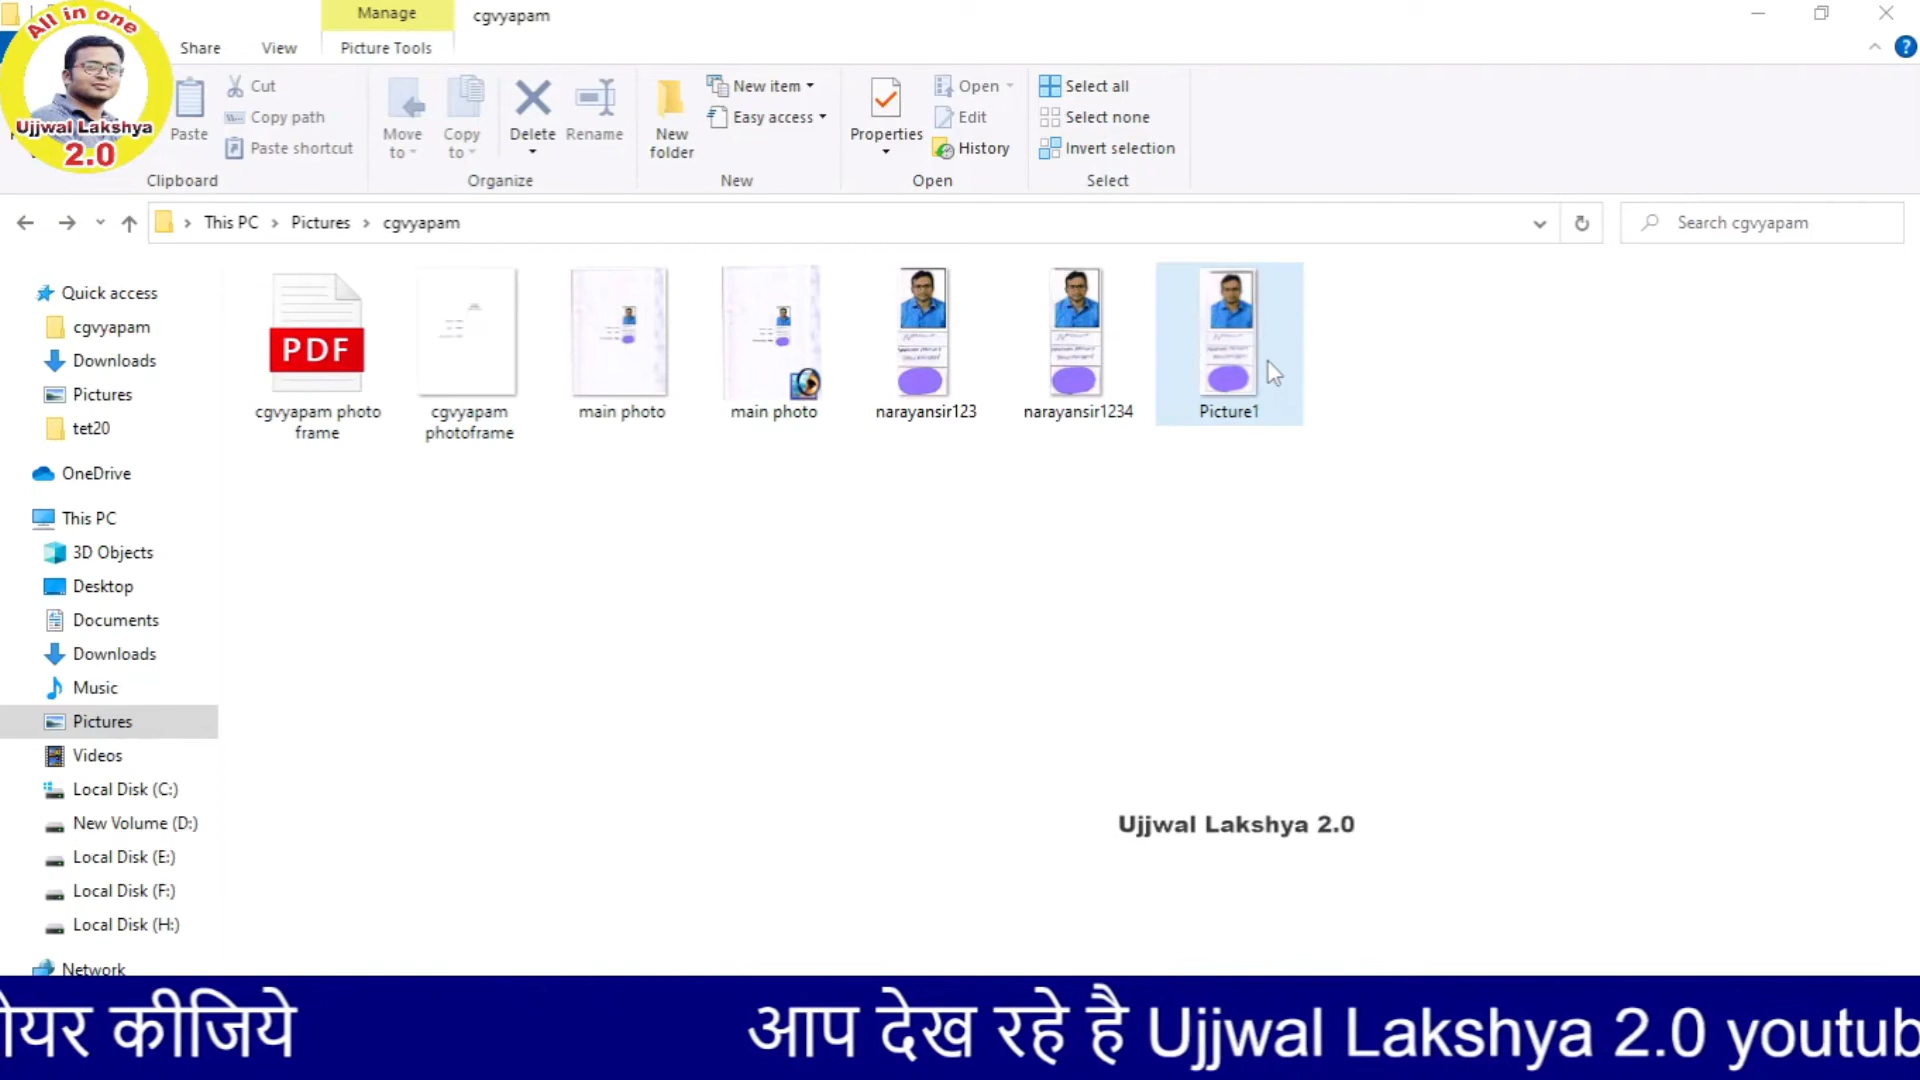 All in one
Ujjwal Lakshya
2.0
Manage
cgvyapam
Share
View
Picture Tools
Paste
Cut
Copy path
Paste shortcut
Clipboard
Move to
Copy to
Delete
Rename
Organize
New folder
New item
Easy access
New
Properties
Open
Edit
History
Open
Select all
Select none
Invert selection
Select
This PC
Pictures
cgvyapam
Search cgvyapam
Quick access
cgvyapam
Downloads
Pictures
tet20
OneDrive
This PC
3D Objects
Desktop
Documents
Downloads
Music
Pictures
Videos
Local Disk (C:)
New Volume (D:)
Local Disk (E:)
Local Disk (F:)
Local Disk (H:)
Network
PDF
cgvyapam photo
frame
cgvyapam
photoframe
main photo
main photo
narayansir123
narayansir1234
Picture1
Ujjwal Lakshya 2.0
कीजिये
आप देख रहे है Ujjwal Lakshya 2.0 youtub